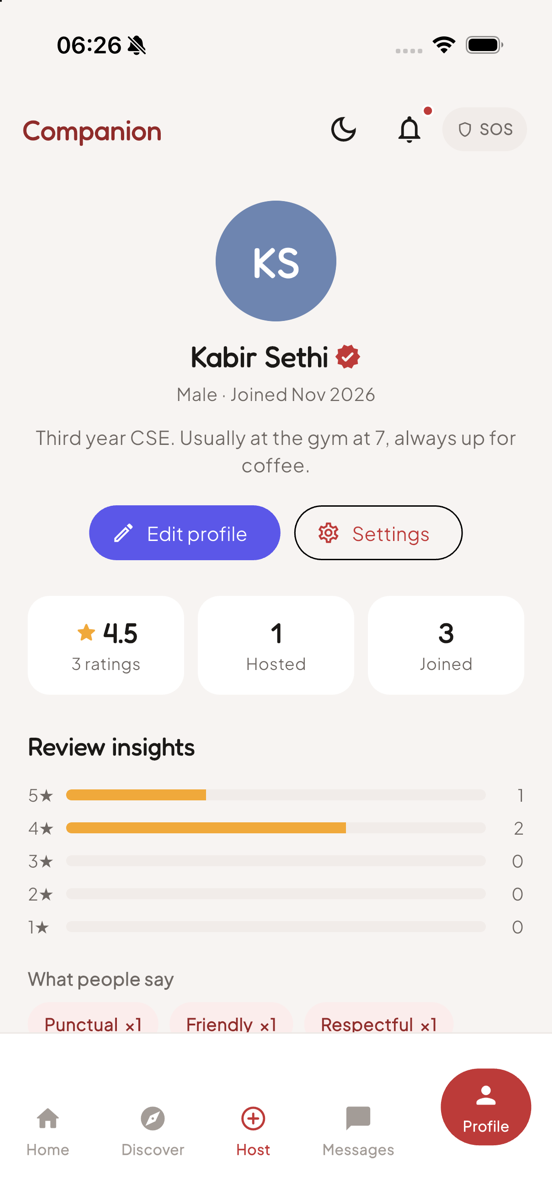 06:26
Companion
SOS
KS
Kabir Sethi
Male · Joined Nov 2026
Third year CSE. Usually at the gym at 7, always up for
coffee.
Edit profile
Settings
4.5
3 ratings
1
Hosted
3
Joined
Review insights
5★ 1
4★ 2
3★ 0
2★ 0
1★ 0
What people say
Punctual ×1 Friendly ×1 Respectful ×1
Home
Discover
Host
Messages
Profile